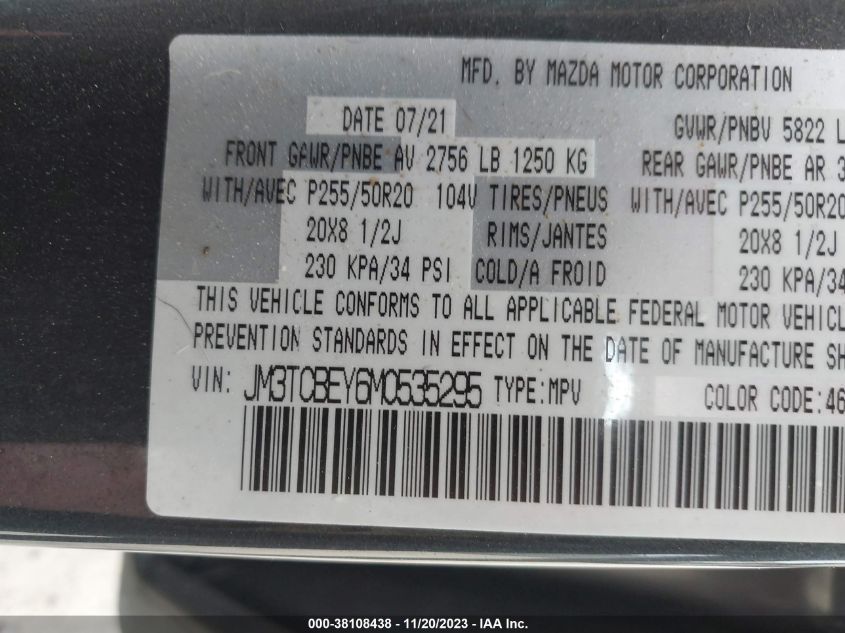 MFD. BY MAZDA MOTOR CORPORATION
DATE 07/21 GVWR/PNBV 5822 L
FRONT GAWR/PNBE AV 2756 LB 1250 KG REAR GAWR/PNBE AR 3
WITH/AVEC P255/50R20 104V TIRES/PNEUS WITH/AVEC P255/50R20
20X8 1/2J RIMS/JANTES 20X8 1/2J
230 KPA/34 PSI COLD/A FROID 230 KPA/34
THIS VEHICLE CONFORMS TO ALL APPLICABLE FEDERAL MOTOR VEHICL
PREVENTION STANDARDS IN EFFECT ON THE DATE OF MANUFACTURE SH
VIN: JM3TCBEY6M0535295 TYPE:MPV COLOR CODE:46
000-38108438 - 11/20/2023 - IAA Inc.